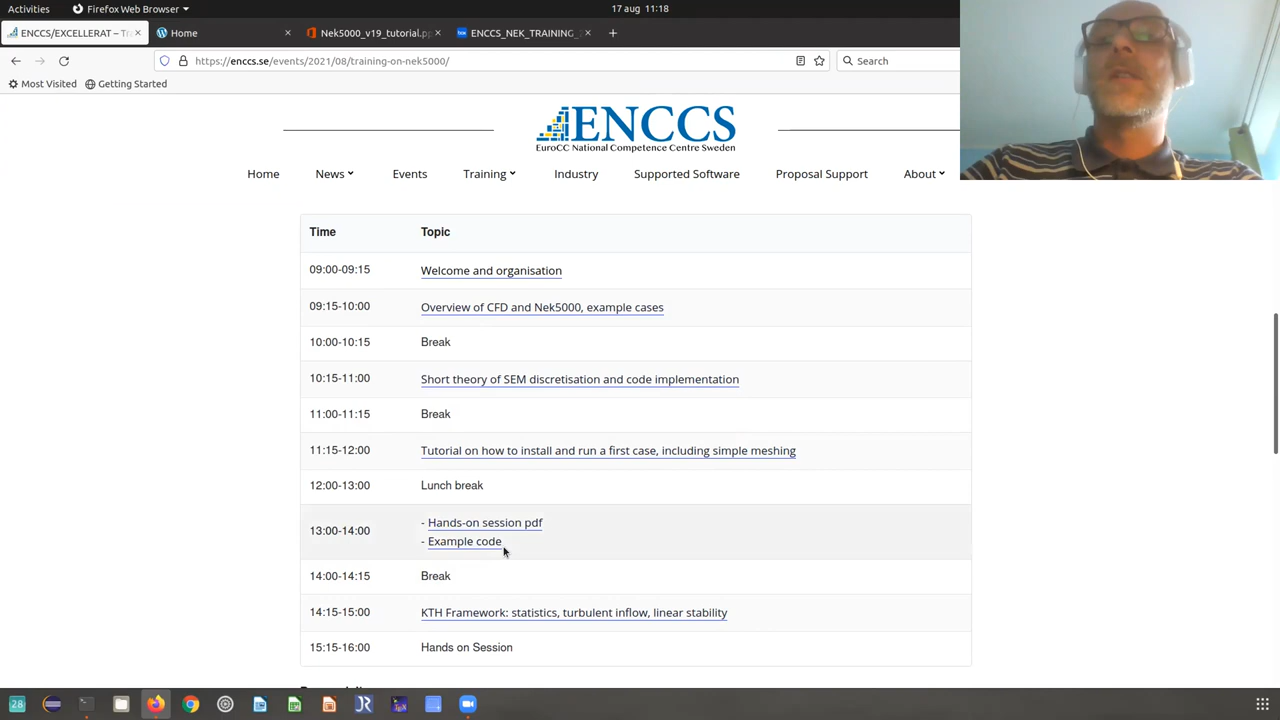 Activities
Firefox Web Browser
17 aug 11:18
ENCCS/EXCELLERAT – Tr
Home
Nek5000_v19_tutorial.p
ENCCS_NEK_TRAINING_
https://enccs.se/events/2021/08/training-on-nek5000/
Search
Most Visited
Getting Started
ENCCS
EuroCC National Competence Centre Sweden
Home
News
Events
Training
Industry
Supported Software
Proposal Support
About
Time
Topic
09:00-09:15
Welcome and organisation
09:15-10:00
Overview of CFD and Nek5000, example cases
10:00-10:15
Break
10:15-11:00
Short theory of SEM discretisation and code implementation
11:00-11:15
Break
11:15-12:00
Tutorial on how to install and run a first case, including simple meshing
12:00-13:00
Lunch break
13:00-14:00
- Hands-on session pdf
- Example code
14:00-14:15
Break
14:15-15:00
KTH Framework: statistics, turbulent inflow, linear stability
15:15-16:00
Hands on Session
28